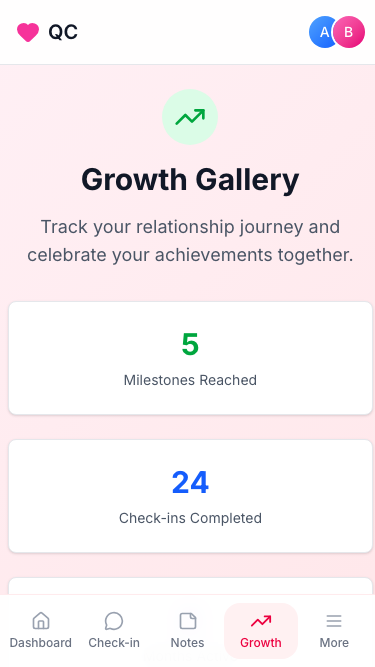 QC
A
B
Growth Gallery
Track your relationship journey and
celebrate your achievements together.
5
Milestones Reached
24
Check-ins Completed
Dashboard
Check-in
Notes
Growth
More